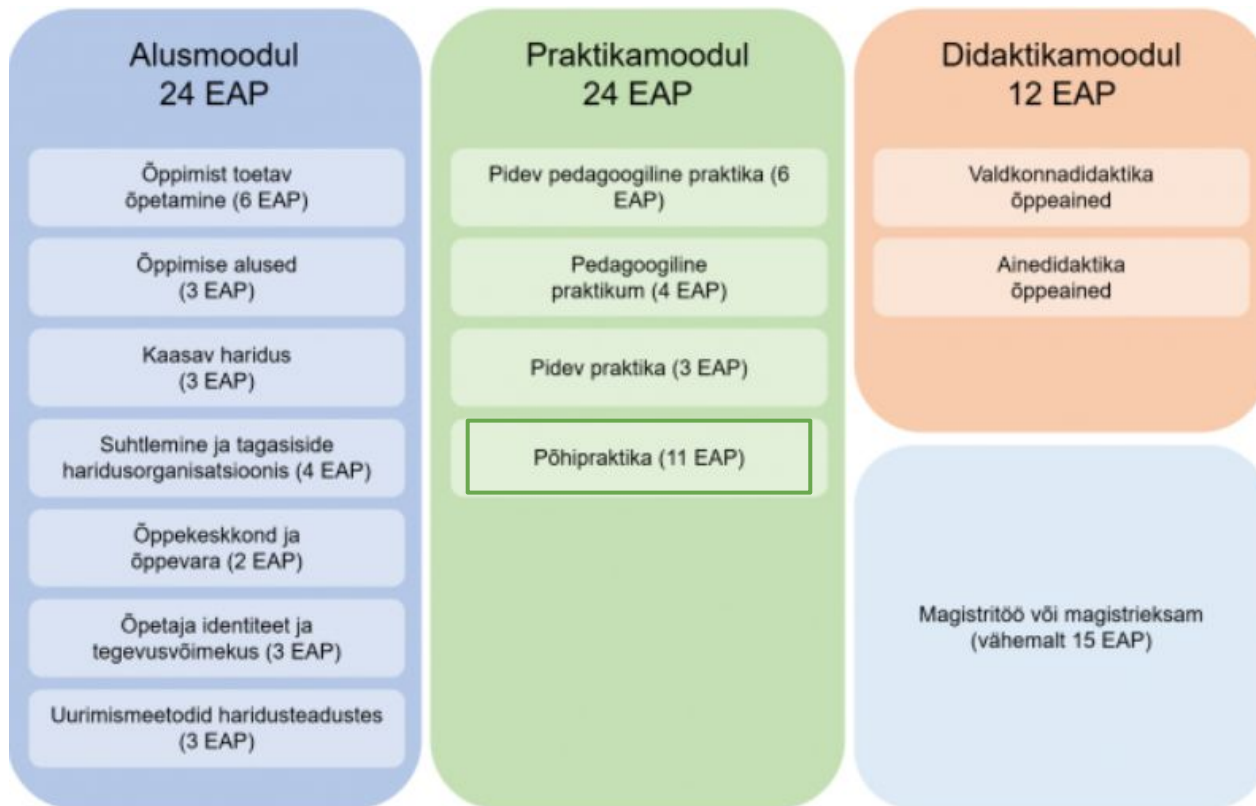 Alusmoodul
24 EAP
Õppimist toetav
õpetamine (6 EAP)
Õppimise alused
(3 EAP)
Kaasav haridus
(3 EAP)
Suhtlemine ja tagasiside
haridusorganisatsioonis (4 EAP)
Õppekeskkond ja
õppevara (2 EAP)
Õpetaja identiteet ja
tegevusvõimekus (3 EAP)
Uurimismeetodid haridusteadustes
(3 EAP)
Praktikamoodul
24 EAP
Pidev pedagoogiline praktika (6
EAP)
Pedagoogiline
praktikum (4 EAP)
Pidev praktika (3 EAP)
Põhipraktika (11 EAP)
Didaktikamoodul
12 EAP
Valdkonnadidaktika
õppeained
Ainedidaktika
õppeained
Magistritöö või magistrieksam
(vähemalt 15 EAP)